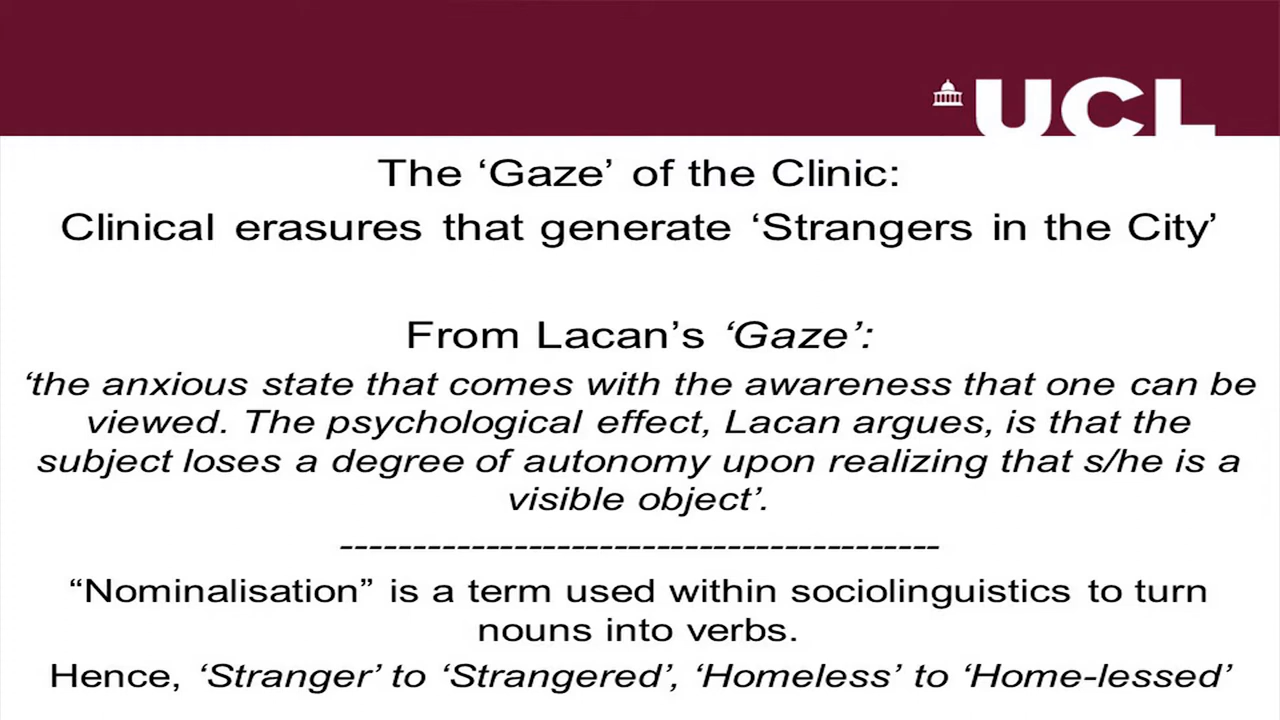 UCL
The ‘Gaze’ of the Clinic:
Clinical erasures that generate ‘Strangers in the City’
From Lacan’s ‘Gaze’:
‘the anxious state that comes with the awareness that one can be
viewed. The psychological effect, Lacan argues, is that the
subject loses a degree of autonomy upon realizing that s/he is a
visible object’.
-----------------------------------------
“Nominalisation” is a term used within sociolinguistics to turn
nouns into verbs.
Hence, ‘Stranger’ to ‘Strangered’, ‘Homeless’ to ‘Home-lessed’